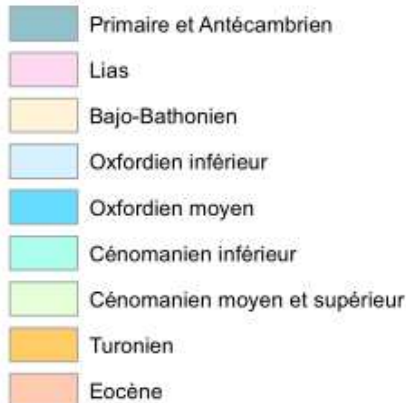 Primaire et Antécambrien
Lias
Bajo-Bathonien
Oxfordien inférieur
Oxfordien moyen
Cénomanien inférieur
Cénomanien moyen et supérieur
Turonien
Eocène